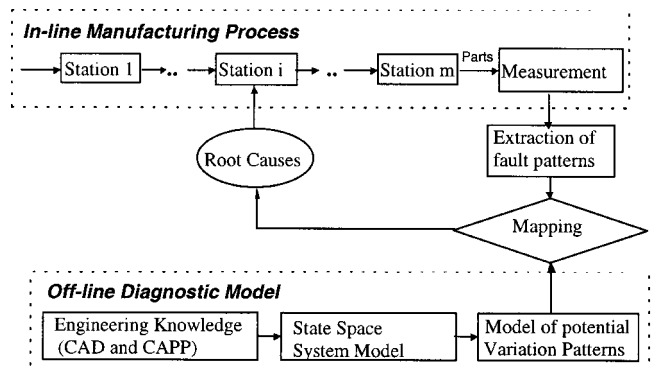 In-line Manufacturing Process
Station 1
..
Station i
..
Station m
Parts
Measurement
Root Causes
Extraction of
fault patterns
Mapping
Off-line Diagnostic Model
Engineering Knowledge
(CAD and CAPP)
State Space
System Model
Model of potential
Variation Patterns